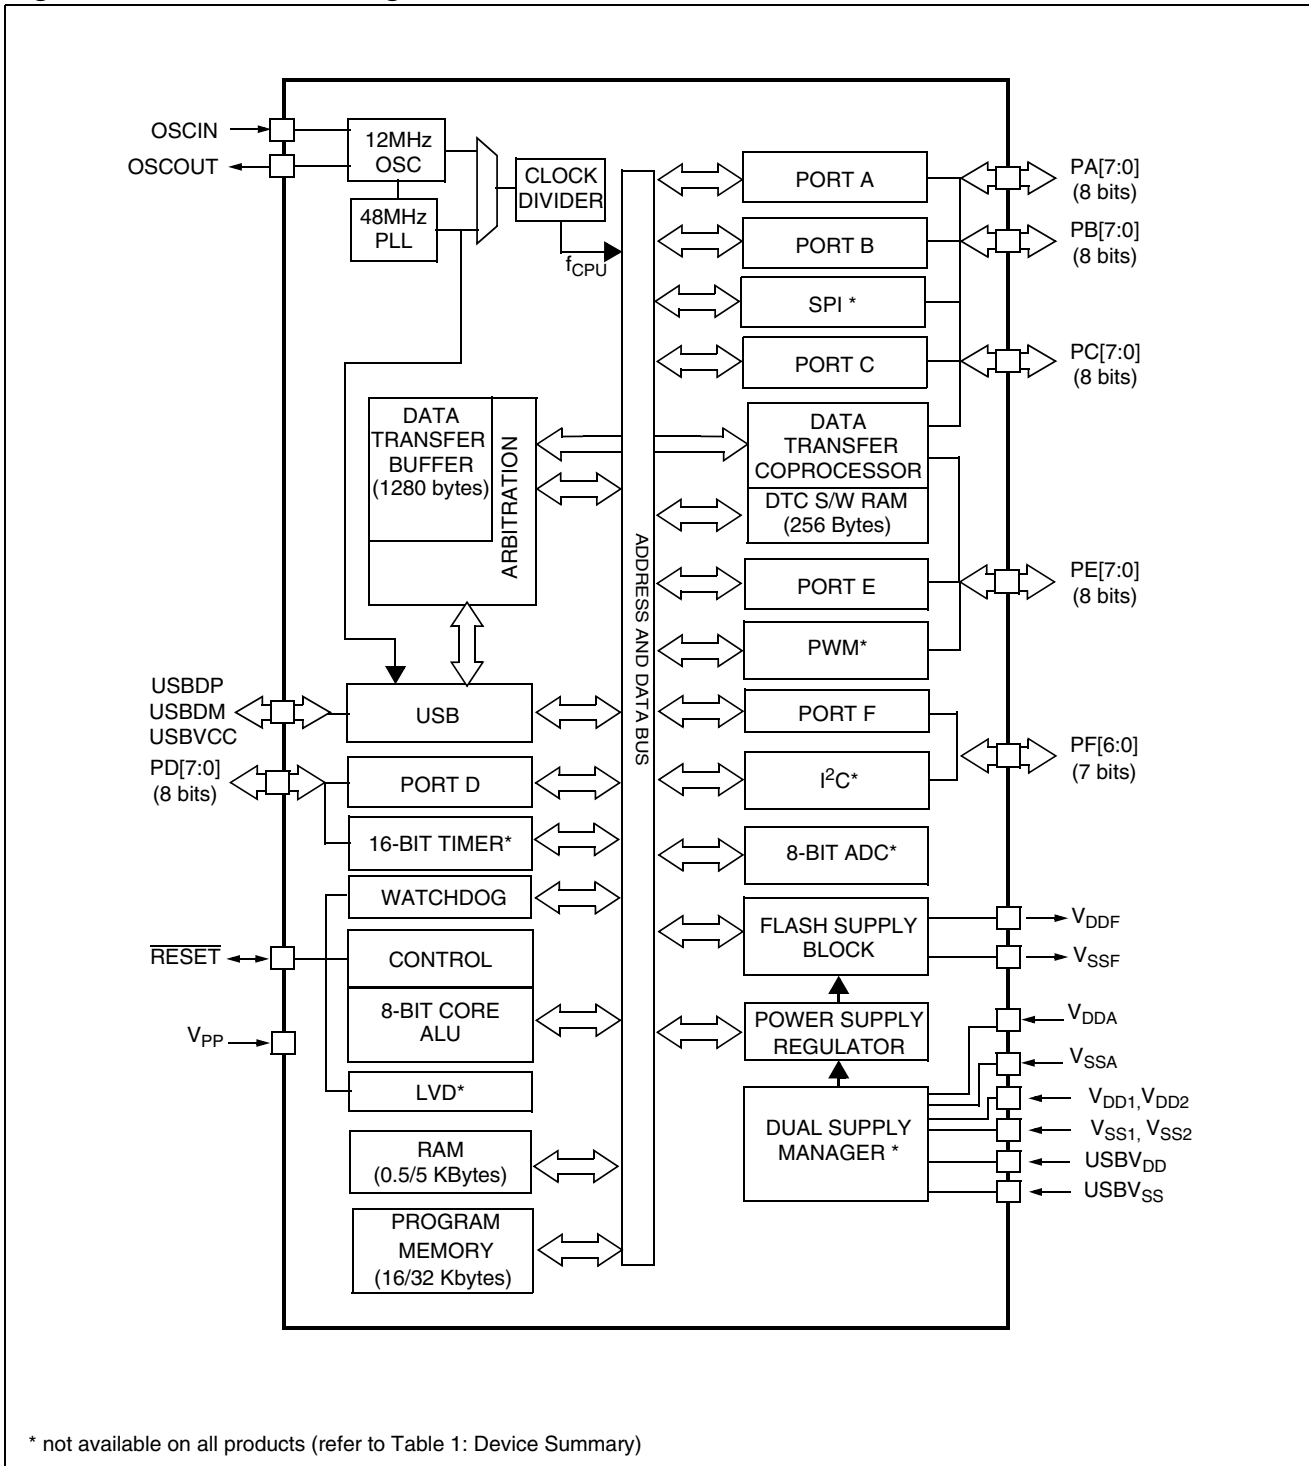 OSCIN
OSCOUT
12MHz
OSC
48MHz
PLL
CLOCK
DIVIDER
fCPU
PORT A
PA[7:0]
(8 bits)
PORT B
PB[7:0]
(8 bits)
SPI *
PORT C
PC[7:0]
(8 bits)
DATA
TRANSFER
BUFFER
(1280 bytes)
ARBITRATION
ADDRESS AND DATA BUS
DATA
TRANSFER
COPROCESSOR
DTC S/W RAM
(256 Bytes)
PORT E
PE[7:0]
(8 bits)
PWM*
USBDP
USBDM
USBVCC
USB
PORT F
PF[6:0]
(7 bits)
I2C*
PD[7:0]
(8 bits)
PORT D
16-BIT TIMER*
8-BIT ADC*
WATCHDOG
RESET
CONTROL
8-BIT CORE
ALU
VPP
LVD*
FLASH SUPPLY
BLOCK
VDDF
VSSF
POWER SUPPLY
REGULATOR
VDDA
VSSA
DUAL SUPPLY
MANAGER *
VDD1,VDD2
VSS1, VSS2
USBVDD
USBVSS
RAM
(0.5/5 KBytes)
PROGRAM
MEMORY
(16/32 Kbytes)
* not available on all products (refer to Table 1: Device Summary)